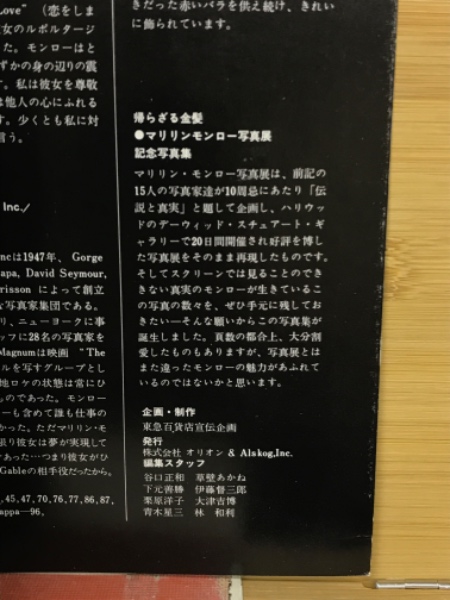 Love” (恋をしま
女のルポルタージ
た。モンローはと
ずかの身の辺りの震
す。私は彼女を尊敬
は他人の心にふれる
す。少くとも私に対
言う。
Inc./
incは1947年、Gorge
apa, David Seymour,
risson によって創立
な写真家集団である。
り、ニューヨークに事
ッフに28名の写真家を
Magnumは映画 “The
ルを写すグループとし
地ロケの状態は常にひ
ものであった。モンロ
ーも含めて誰も仕事の
かった。ただマリリン・モ
限り彼女は夢が実現して
であった…つまり彼女がひ
Gableの相手役だったから。
,45,47,70,76,77,86,87,
appa—96,
きだった赤いバラを供え続け、きれい
に飾られています。
帰らざる金髪
●マリリンモンロー写真展
記念写真集
マリリン・モンロー写真展は、前記の
15人の写真家達が10周忌にあたり「伝
説と真実」と題して企画し、ハリウッ
ドのデーヴィッド・スチュアート・ギ
ャラリーで20日間開催され好評を博し
た写真展をそのまま再現したものです。
そしてスクリーンでは見ることのでき
きない真実のモンローが生きているこ
の写真の数々を、ぜひ手元に残してお
きたい—そんな願いからこの写真集が
誕生しました。頁数の都合上、大分割
愛したものもありますが、写真展とは
また違ったモンローの魅力があふれて
いるのではないかと思います。
企画・制作
東急百貨店宣伝企画
発行
株式会社 オリオン & Alskog,Inc.
編集スタッフ
谷口正和 草壁あかね
下元善勝 伊藤督三郎
栗原洋子 大津吉博
青木星三 林 和利